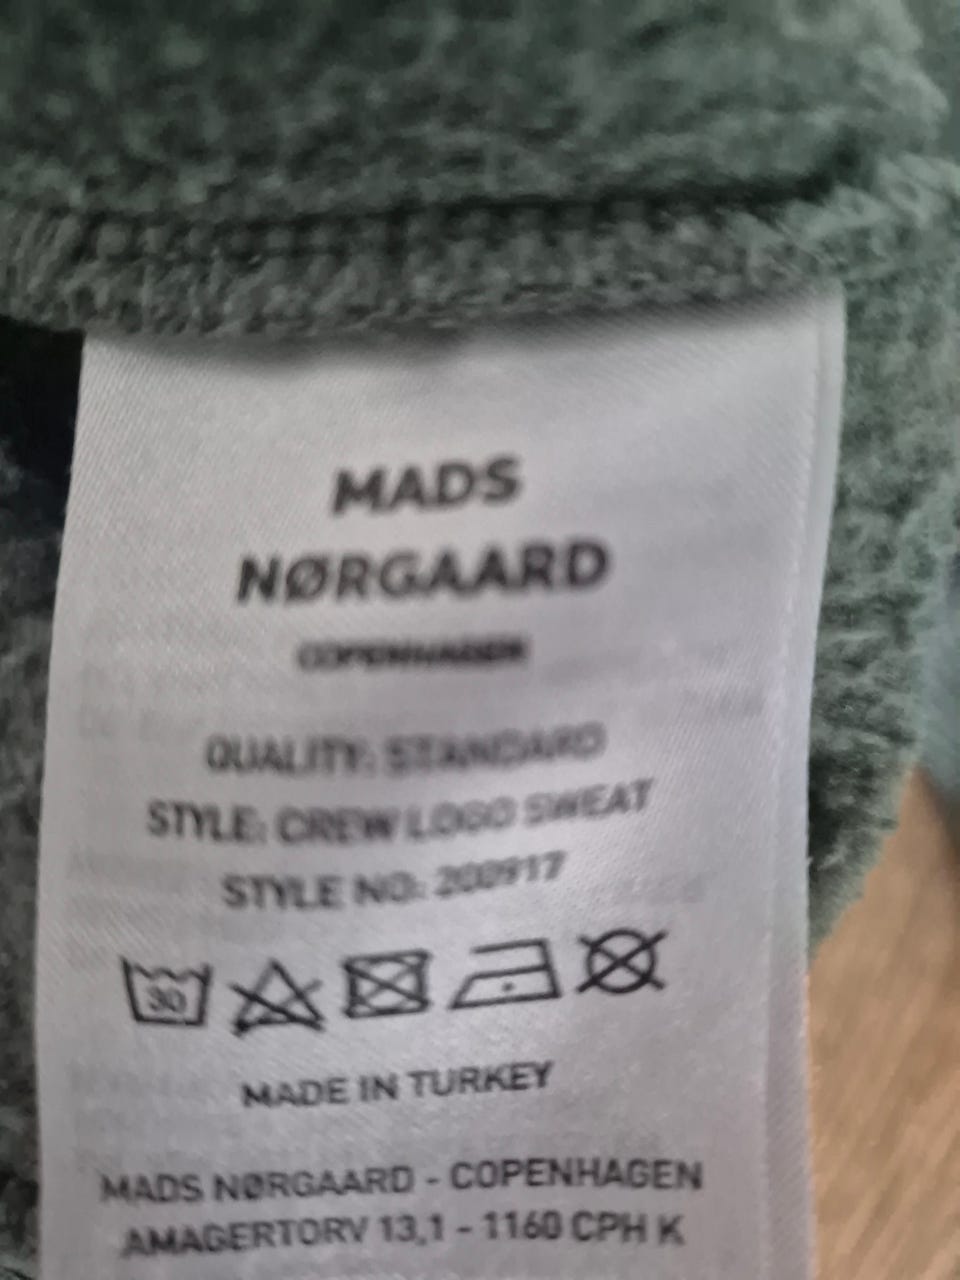 MADS
NØRGAARD
COPENHAGEN
QUALITY: STANDARD
STYLE: CREW LOGO SWEAT
STYLE NO: 200917
30
MADE IN TURKEY
MADS NØRGAARD - COPENHAGEN
AMAGERTORV 13,1 - 1160 CPH K